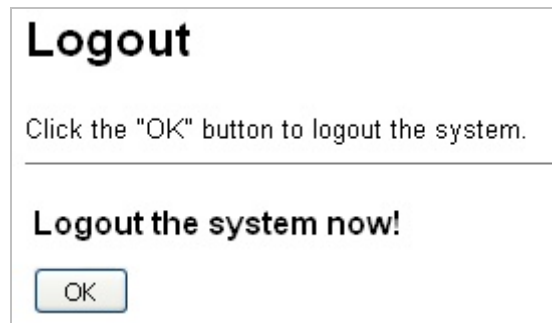 Logout
Click the "OK" button to logout the system.
Logout the system now!
OK